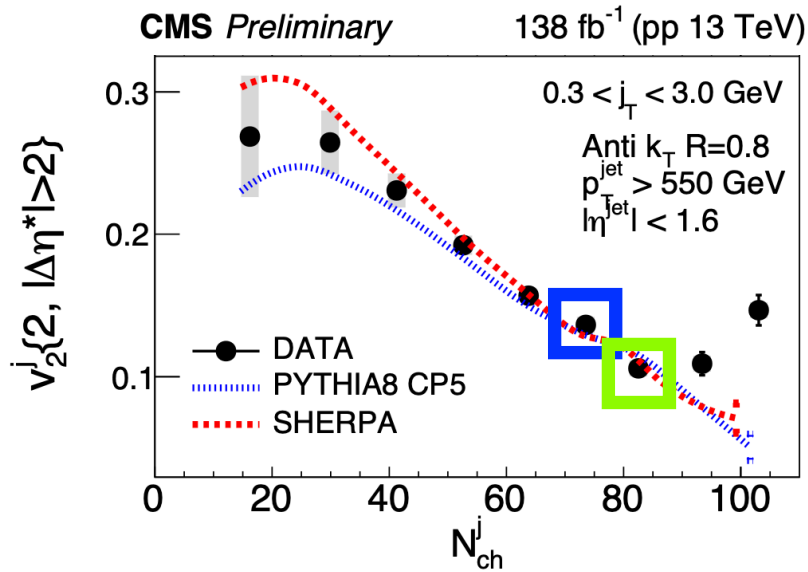 CMS Preliminary 138 fb⁻¹ (pp 13 TeV)
0.3 < j_T < 3.0 GeV
Anti k_T R=0.8
p_T^jet > 550 GeV
|η^jet| < 1.6
v_2^j{2, |Δη*|>2}
0.3
0.2
0.1
DATA
PYTHIA8 CP5
SHERPA
0 20 40 60 80 100
N_ch^j